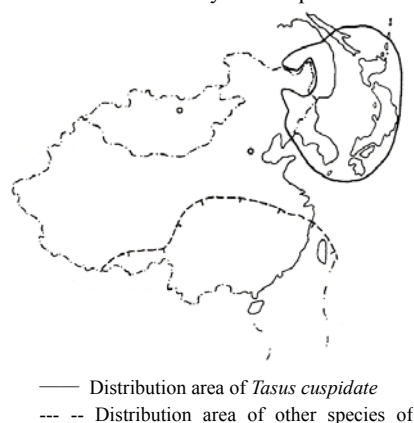 —— Distribution area of Tasus cuspidate
--- -- Distribution area of other species of